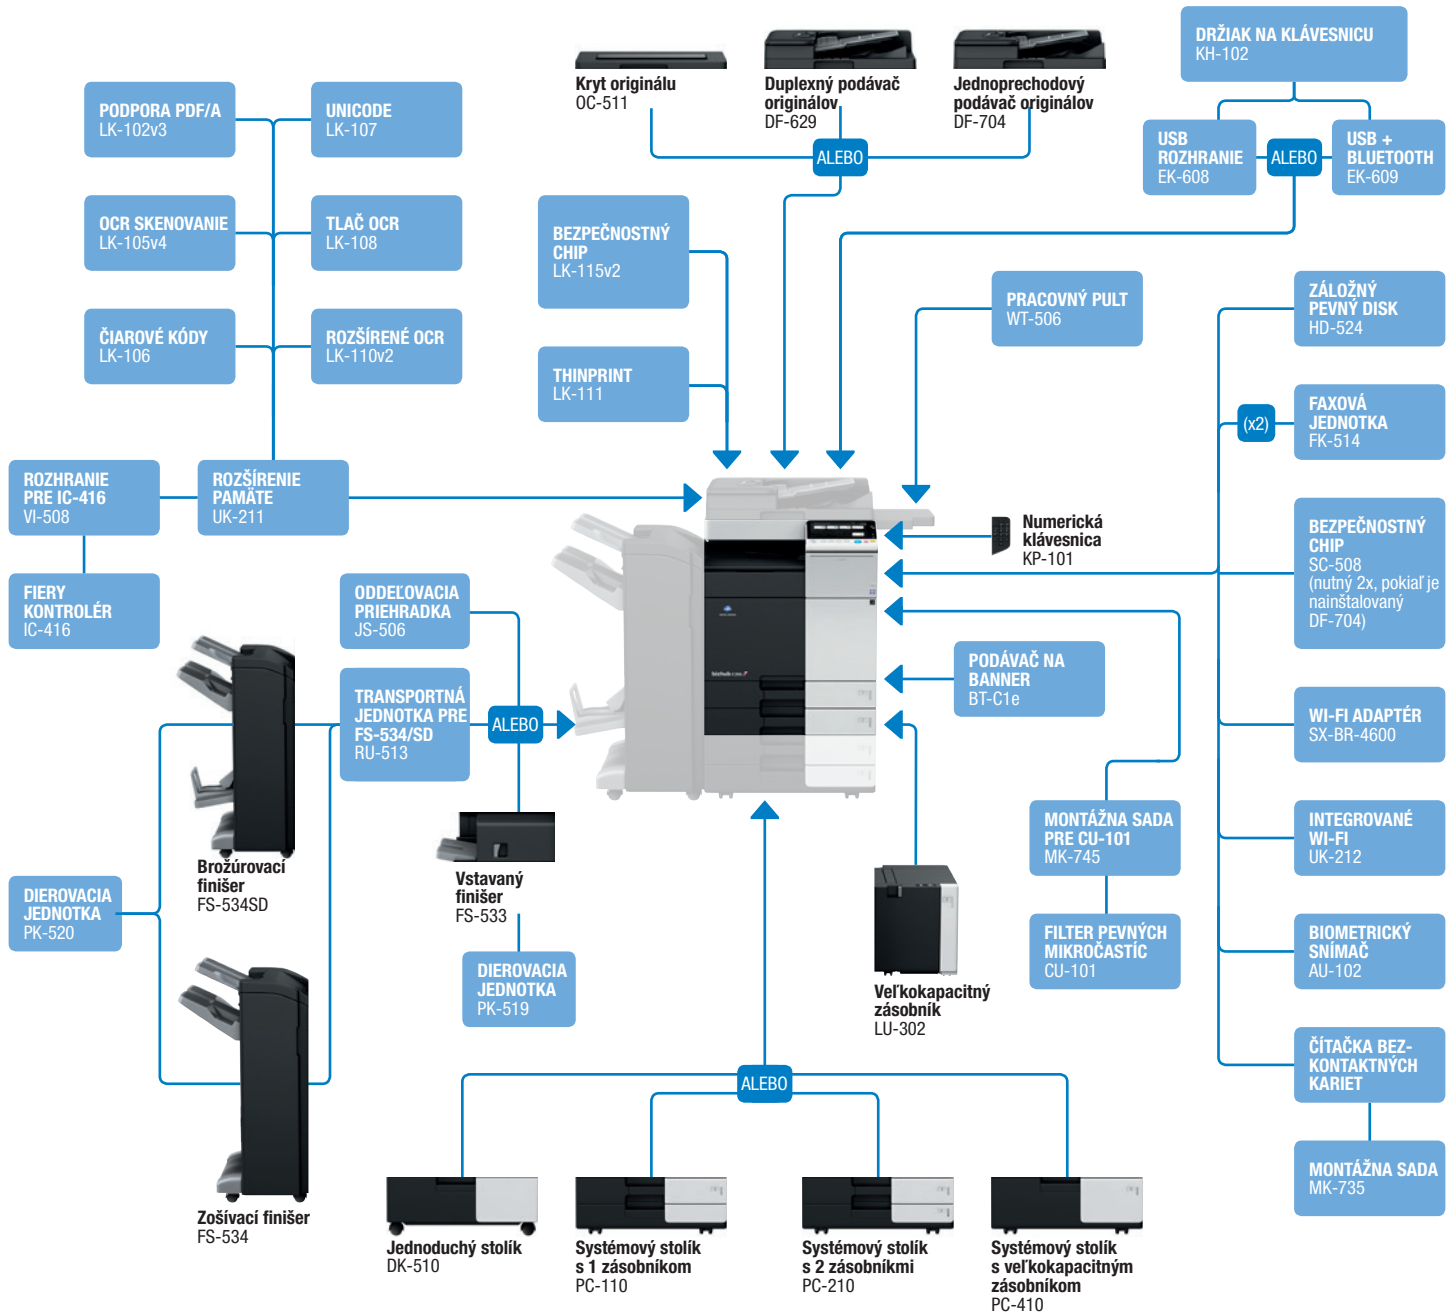 Kryt originálu
OC-511
Duplexný podávač
originálov
DF-629
Jednoprechodový
podávač originálov
DF-704
ALEBO
DRŽIAK NA KLÁVESNICU
KH-102
USB
ROZHRANIE
EK-608
ALEBO
USB +
BLUETOOTH
EK-609
PODPORA PDF/A
LK-102v3
UNICODE
LK-107
OCR SKENOVANIE
LK-105v4
TLAČ OCR
LK-108
ČIAROVÉ KÓDY
LK-106
ROZŠÍRENÉ OCR
LK-110v2
BEZPEČNOSTNÝ
CHIP
LK-115v2
THINPRINT
LK-111
PRACOVNÝ PULT
WT-506
ZÁLOŽNÝ
PEVNÝ DISK
HD-524
(x2)
FAXOVÁ
JEDNOTKA
FK-514
ROZHRANIE
PRE IC-416
VI-508
ROZŠÍRENIE
PAMÄTE
UK-211
FIERY
KONTROLÉR
IC-416
Numerická
klávesnica
KP-101
BEZPEČNOSTNÝ
CHIP
SC-508
(nutný 2x, pokiaľ je
nainštalovaný
DF-704)
ODDEĽOVACIA
PRIEHRADKA
JS-506
TRANSPORTNÁ
JEDNOTKA PRE
FS-534/SD
RU-513
ALEBO
PODÁVAČ NA
BANNER
BT-C1e
WI-FI ADAPTÉR
SX-BR-4600
MONTÁŽNA SADA
PRE CU-101
MK-745
INTEGROVANÉ
WI-FI
UK-212
Brožúrovací
finišer
FS-534SD
Vstavaný
finišer
FS-533
DIEROVACIA
JEDNOTKA
PK-520
DIEROVACIA
JEDNOTKA
PK-519
FILTER PEVNÝCH
MIKROČASTÍC
CU-101
BIOMETRICKÝ
SNÍMAČ
AU-102
Veľkokapacitný
zásobník
LU-302
ČÍTAČKA BEZ-
KONTAKTNÝCH
KARIET
MONTÁŽNA SADA
MK-735
ALEBO
Zošívací finišer
FS-534
Jednoduchý stolík
DK-510
Systémový stolík
s 1 zásobníkom
PC-110
Systémový stolík
s 2 zásobníkmi
PC-210
Systémový stolík
s veľkokapacitným
zásobníkom
PC-410